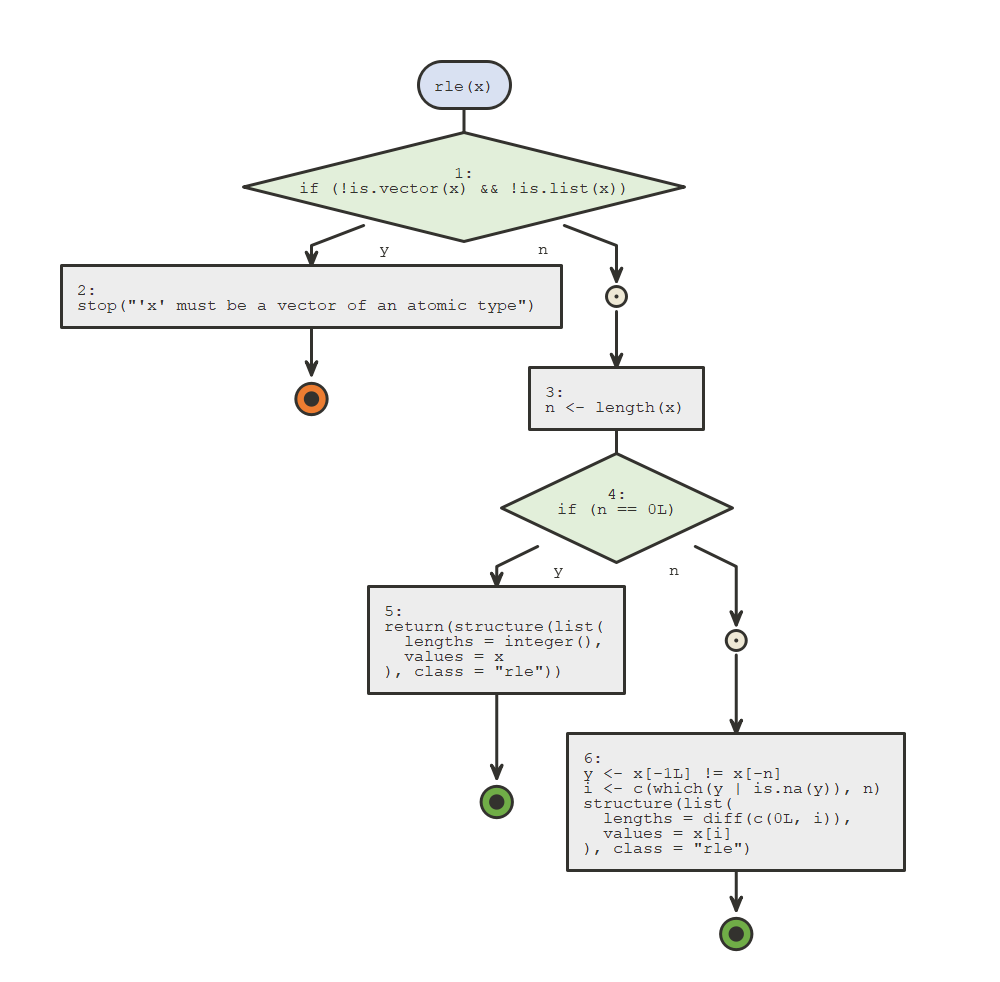 rle(x)
1:
if (!is.vector(x) && !is.list(x))
y
n
2:
stop("'x' must be a vector of an atomic type")
3:
n <- length(x)
4:
if (n == 0L)
y
n
5:
return(structure(list(
  lengths = integer(),
  values = x
), class = "rle"))
6:
y <- x[-1L] != x[-n]
i <- c(which(y | is.na(y)), n)
structure(list(
  lengths = diff(c(0L, i)),
  values = x[i]
), class = "rle")